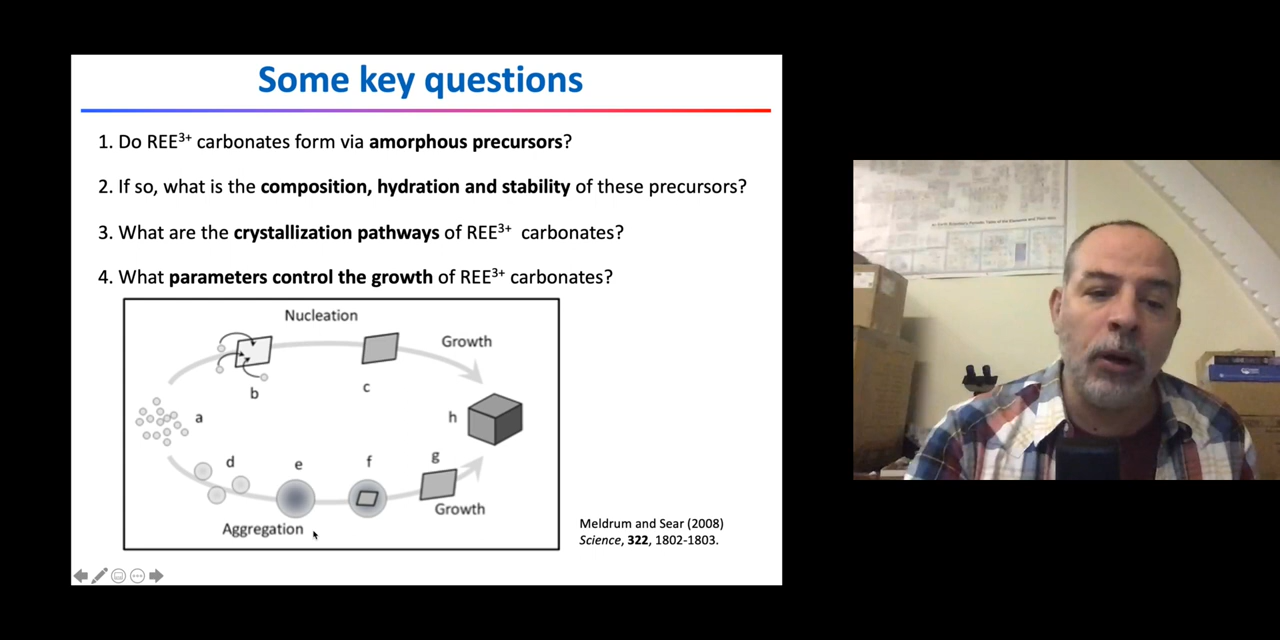 Some key questions
1. Do REE³⁺ carbonates form via amorphous precursors?
2. If so, what is the composition, hydration and stability of these precursors?
3. What are the crystallization pathways of REE³⁺ carbonates?
4. What parameters control the growth of REE³⁺ carbonates?
Nucleation
Growth
b
c
a
h
d
e
f
g
Growth
Aggregation
Meldrum and Sear (2008)
Science, 322, 1802-1803.